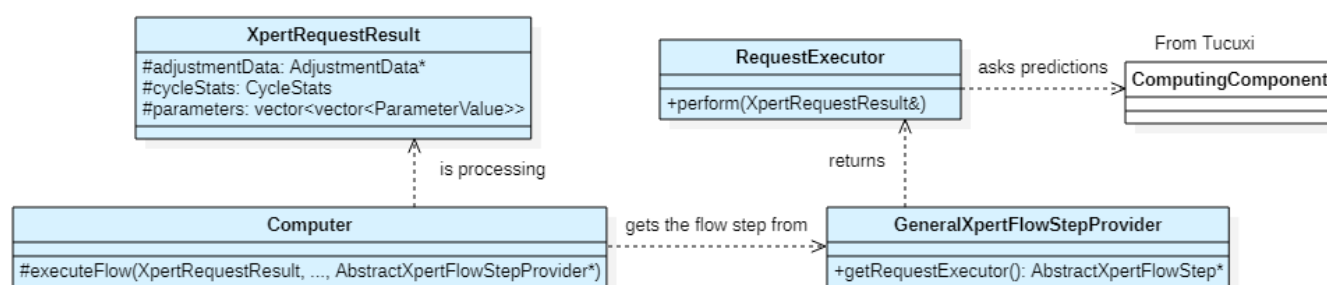 XpertRequestResult
#adjustmentData: AdjustmentData*
#cycleStats: CycleStats
#parameters: vector<vector<ParameterValue>>
RequestExecutor
+perform(XpertRequestResult&)
asks predictions
From Tucuxi
ComputingComponent
is processing
returns
Computer
#executeFlow(XpertRequestResult, ..., AbstractXpertFlowStepProvider*)
gets the flow step from
GeneralXpertFlowStepProvider
+getRequestExecutor(): AbstractXpertFlowStep*